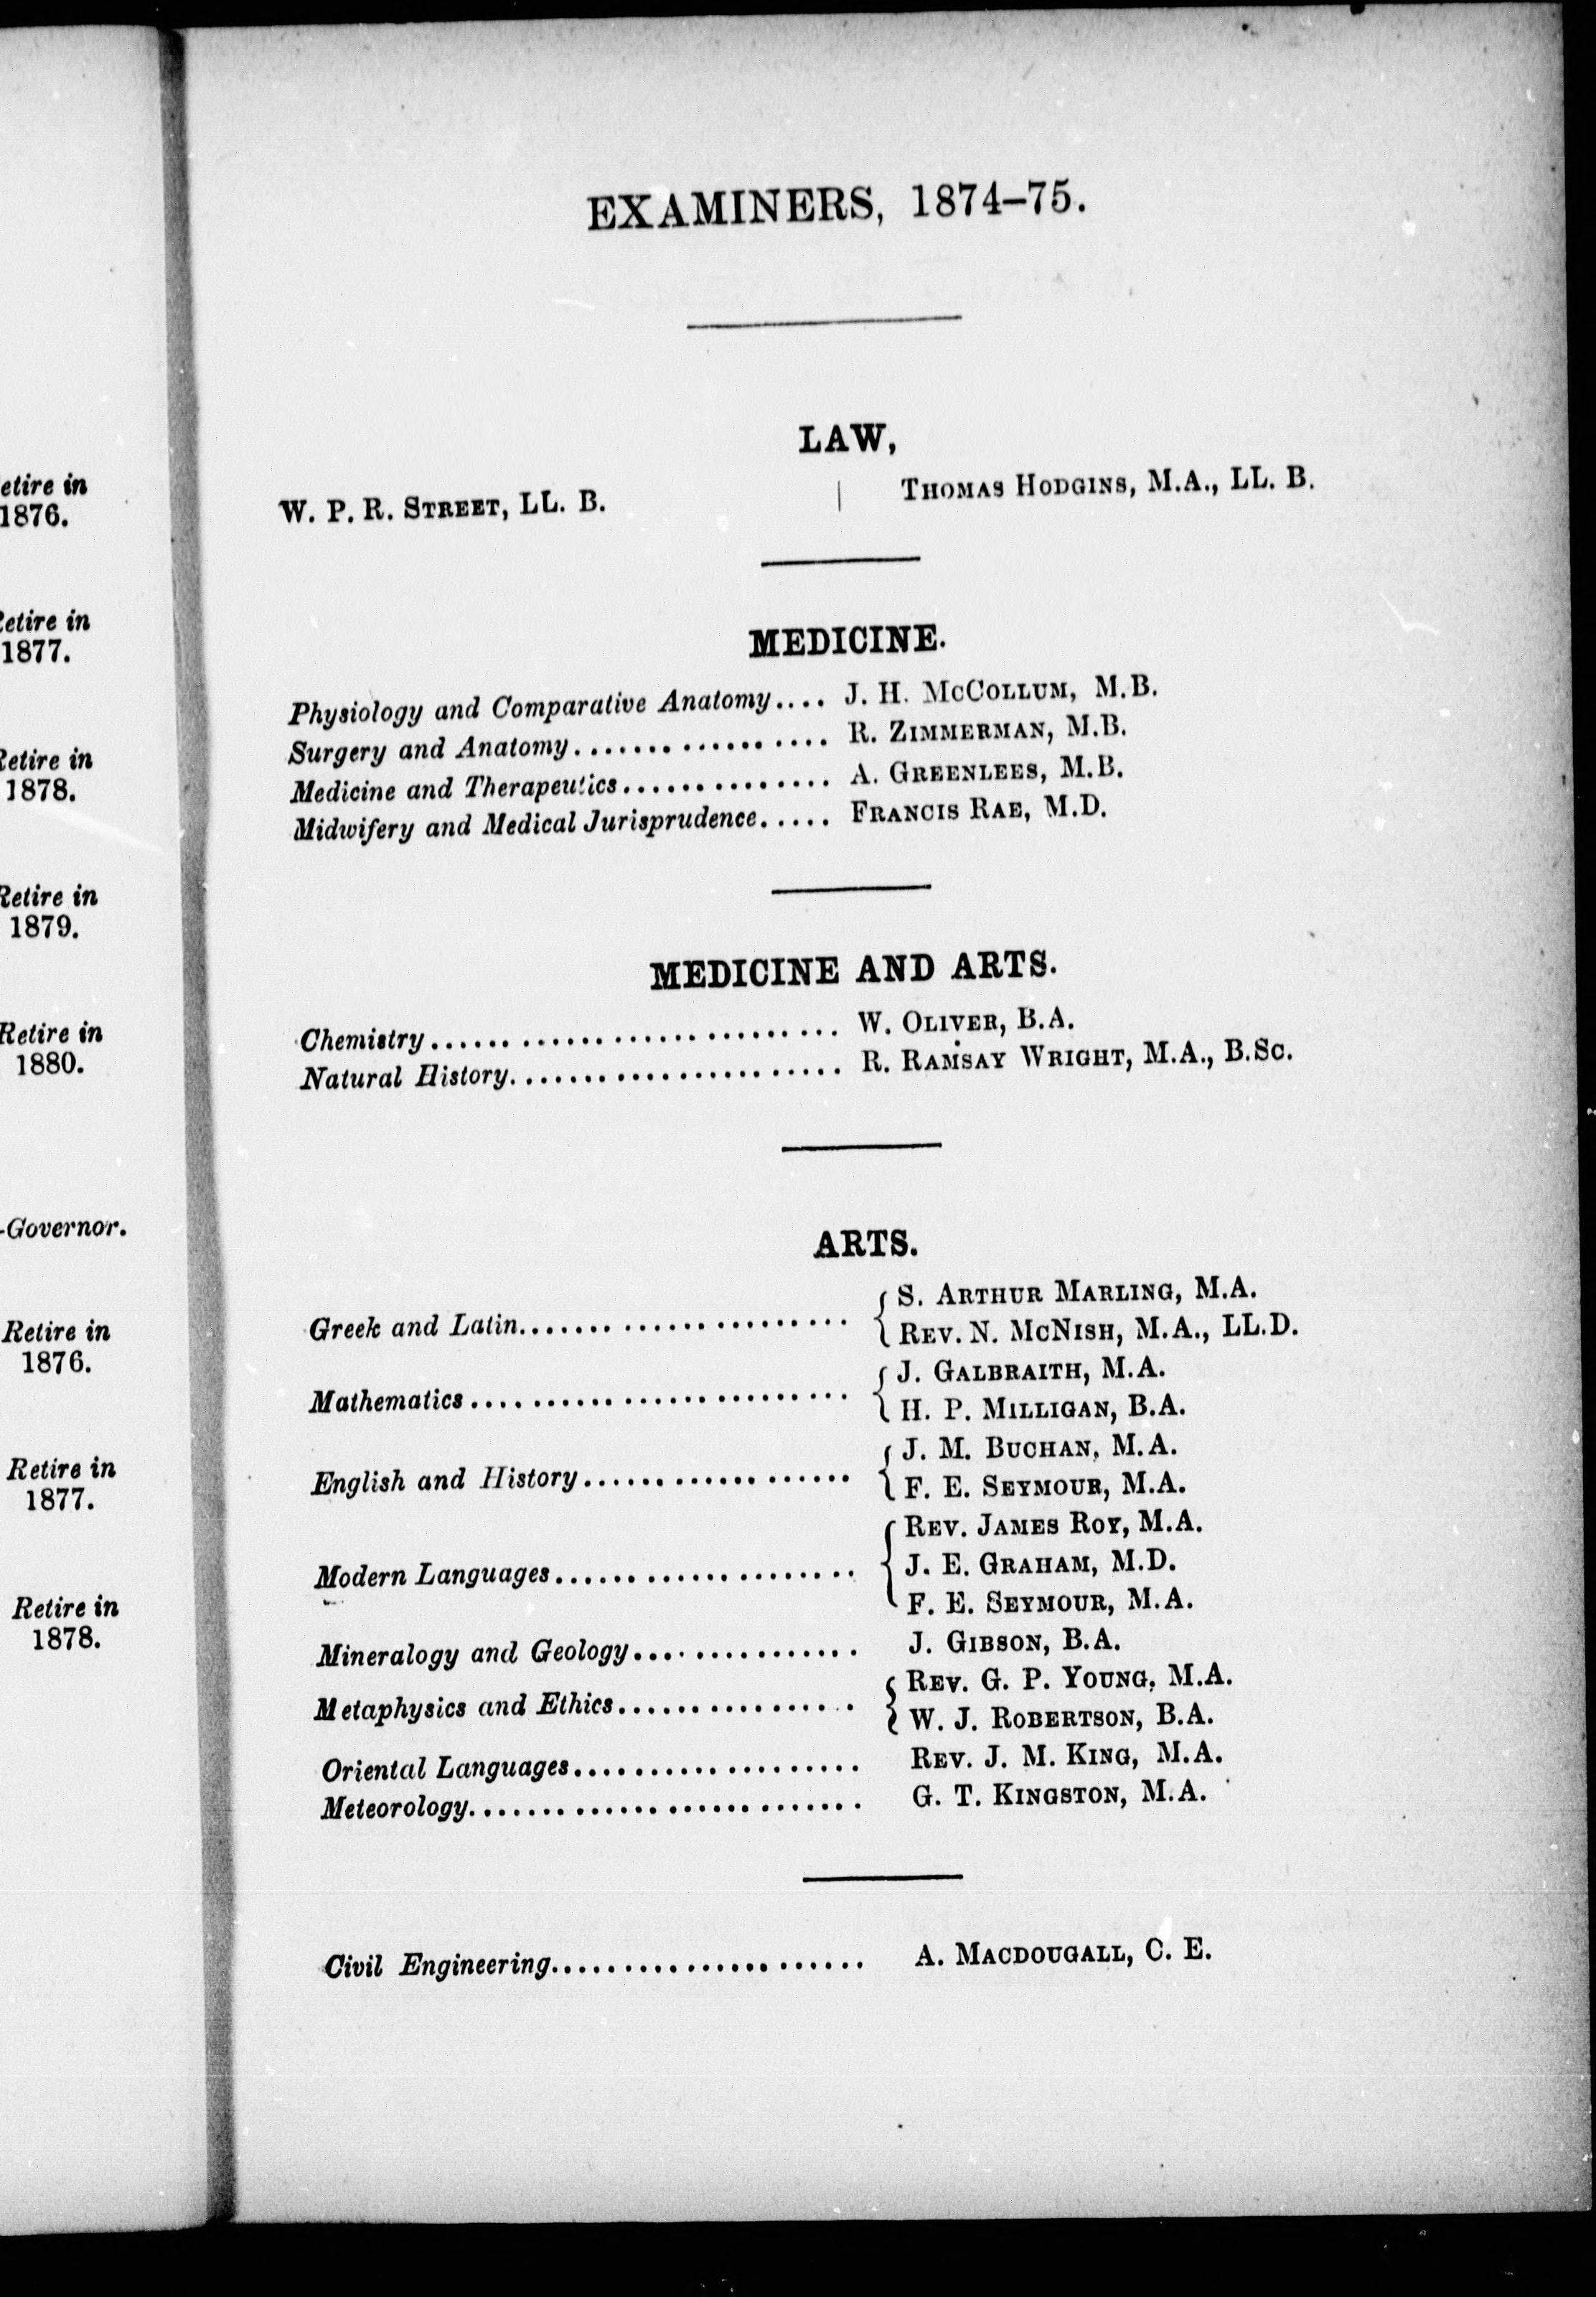 etire in
1876.
etire in
1877.
Retire in
1878.
Retire in
1879.
Retire in
1880.
-Governor.
Retire in
1876.
Retire in
1877.
Retire in
1878.
EXAMINERS, 1874–75.
LAW,
W. P. R. STREET, LL. B. | THOMAS HODGINS, M.A., LL. B.
MEDICINE.
Physiology and Comparative Anatomy.... J. H. McCOLLUM, M.B.
Surgery and Anatomy.................. R. ZIMMERMAN, M.B.
Medicine and Therapeutics.............. A. GREENLEES, M.B.
Midwifery and Medical Jurisprudence..... FRANCIS RAE, M.D.
MEDICINE AND ARTS.
Chemistry............................ W. OLIVER, B.A.
Natural History....................... R. RAMSAY WRIGHT, M.A., B.Sc.
ARTS.
Greek and Latin....................... { S. ARTHUR MARLING, M.A.
REV. N. McNISH, M.A., LL.D.
Mathematics.......................... { J. GALBRAITH, M.A.
H. P. MILLIGAN, B.A.
English and History................... { J. M. BUCHAN, M.A.
F. E. SEYMOUR, M.A.
Modern Languages..................... { REV. JAMES ROY, M.A.
J. E. GRAHAM, M.D.
F. E. SEYMOUR, M.A.
Mineralogy and Geology................ J. GIBSON, B.A.
Metaphysics and Ethics................ { REV. G. P. YOUNG, M.A.
W. J. ROBERTSON, B.A.
Oriental Languages.................... REV. J. M. KING, M.A.
Meteorology........................... G. T. KINGSTON, M.A.
Civil Engineering...................... A. MACDOUGALL, C. E.